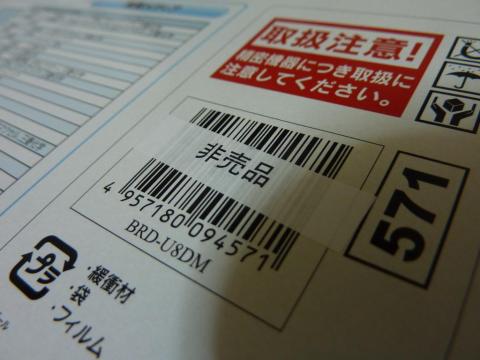 取扱注意!
精密機器につき取扱に
注意してください。
非売品
4 957180 094571
BRD-U8DM
571
プラ
・緩衝材
・袋
・フィルム